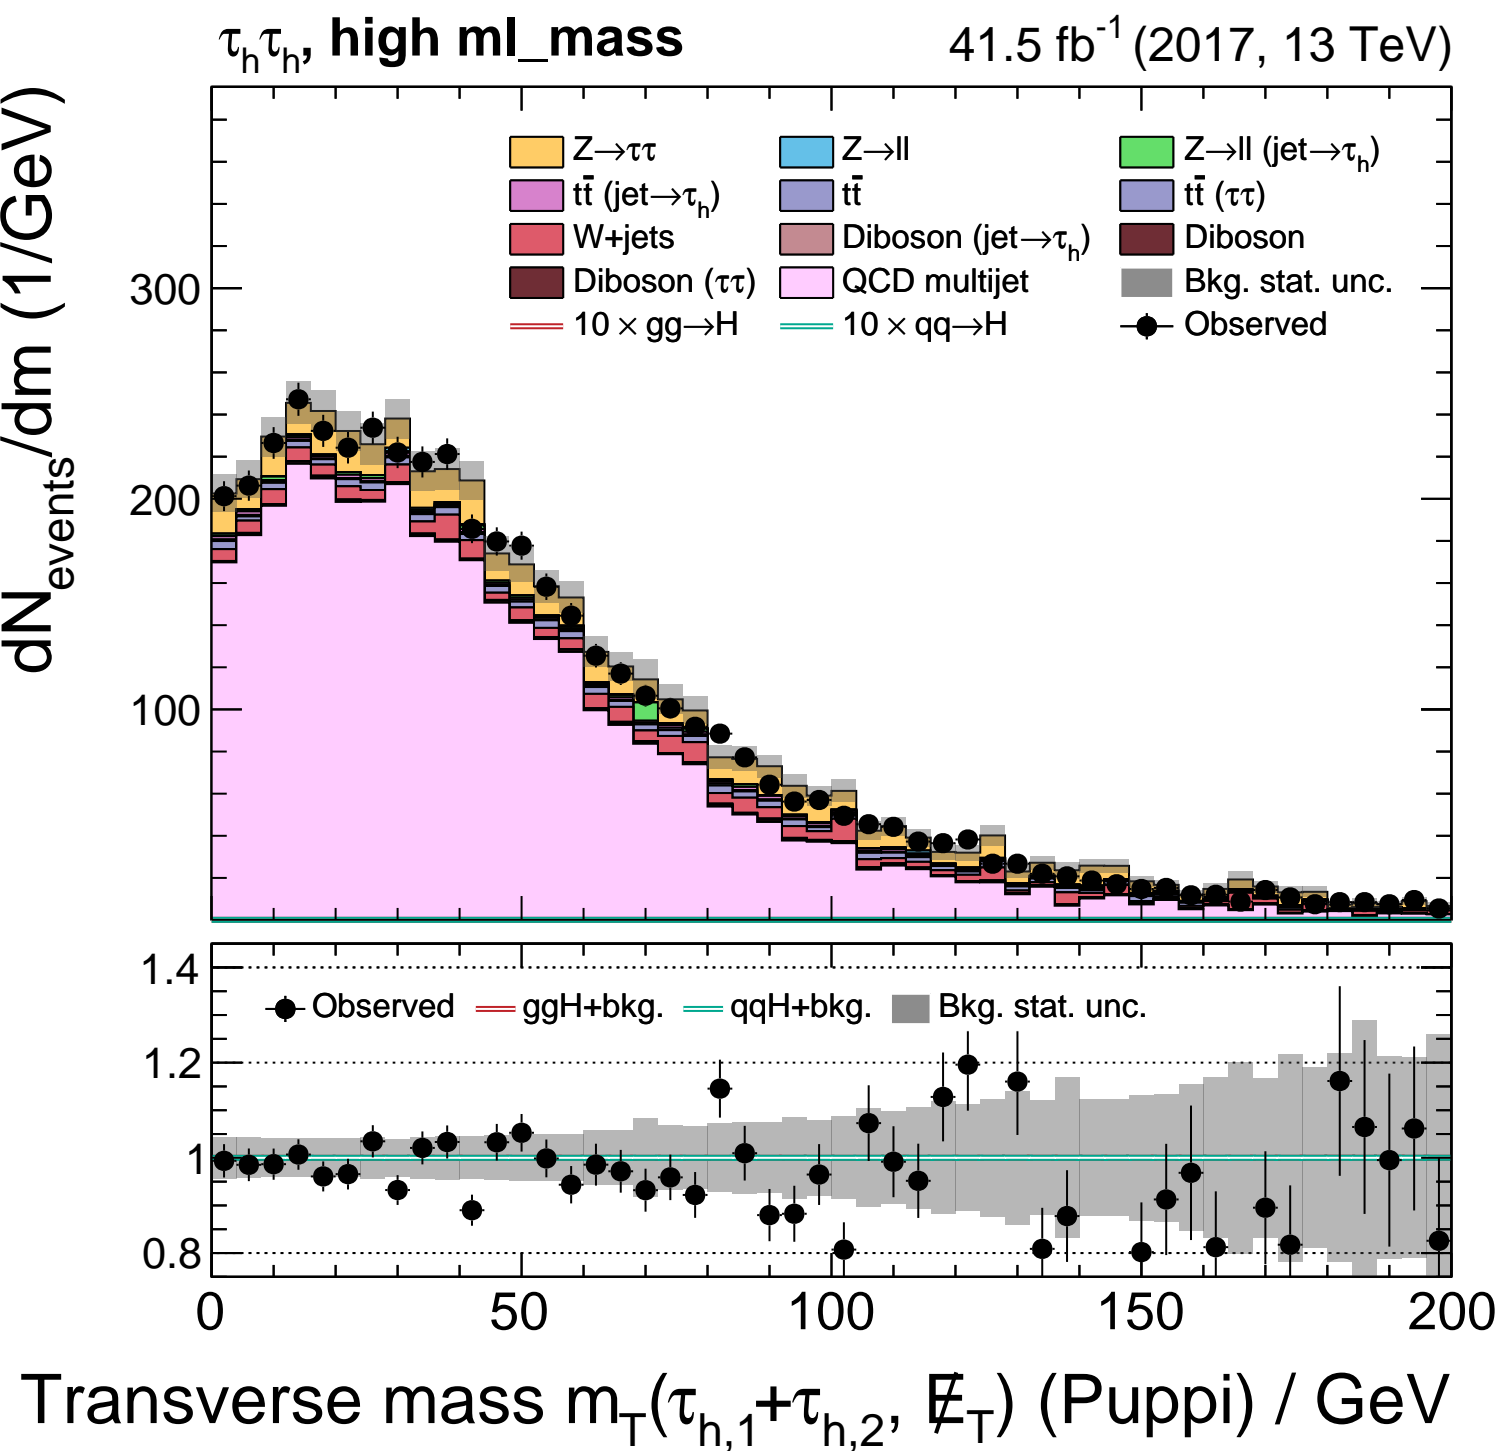 τhτh, high ml_mass 41.5 fb-1 (2017, 13 TeV)
dNevents/dm (1/GeV)
Z→ττ Z→ll Z→ll (jet→τh)
tt̄ (jet→τh) tt̄ tt̄ (ττ)
W+jets Diboson (jet→τh) Diboson
Diboson (ττ) QCD multijet Bkg. stat. unc.
10 × gg→H 10 × qq→H Observed
300
200
100
1.4
Observed ggH+bkg. qqH+bkg. Bkg. stat. unc.
1.2
1
0.8
0 50 100 150 200
Transverse mass mT(τh,1+τh,2, E̸T) (Puppi) / GeV